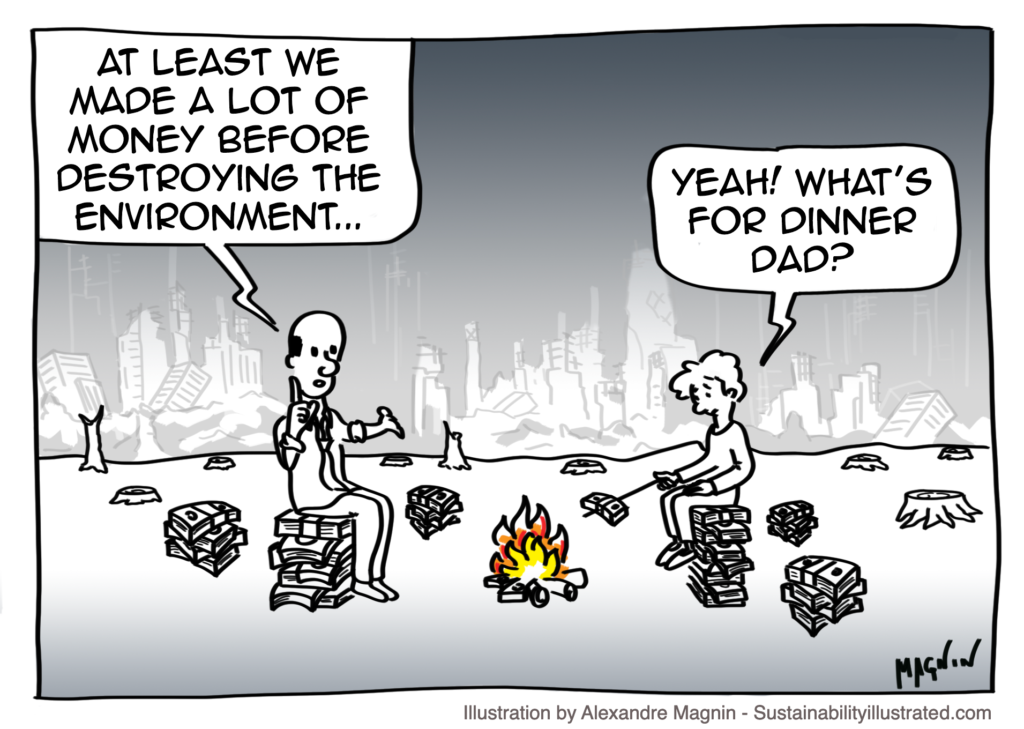 AT LEAST WE
MADE A LOT OF
MONEY BEFORE
DESTROYING THE
ENVIRONMENT...
YEAH! WHAT'S
FOR DINNER
DAD?
MAGNIN
Illustration by Alexandre Magnin - Sustainabilityillustrated.com